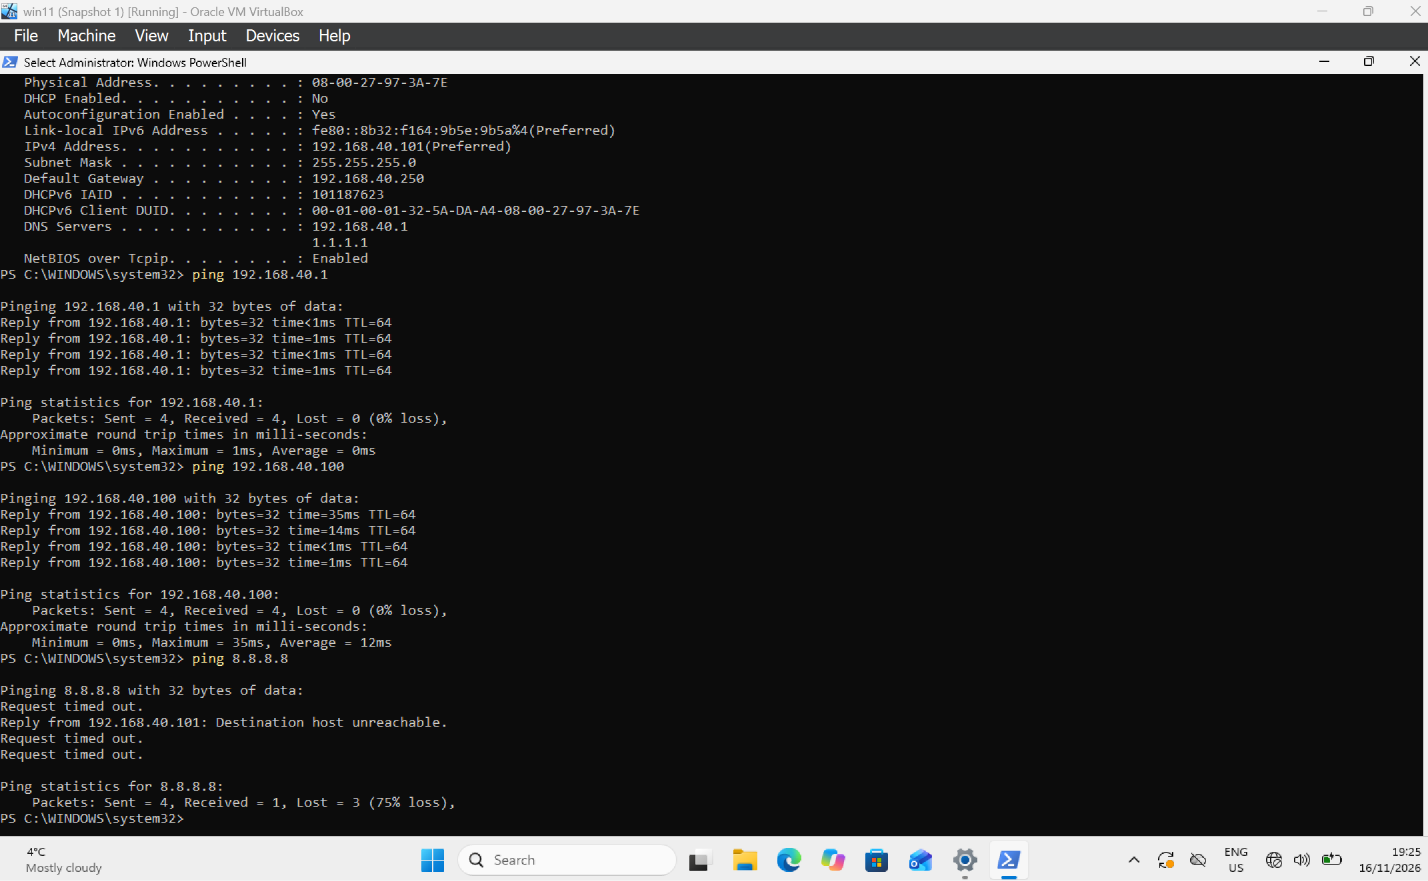 win11 (Snapshot 1) [Running] - Oracle VM VirtualBox
File Machine View Input Devices Help
Select Administrator: Windows PowerShell
Physical Address. . . . . . . . . : 08-00-27-97-3A-7E
DHCP Enabled. . . . . . . . . . . : No
Autoconfiguration Enabled . . . . : Yes
Link-local IPv6 Address . . . . . : fe80::8b32:f164:9b5e:9b5a%4(Preferred)
IPv4 Address. . . . . . . . . . . : 192.168.40.101(Preferred)
Subnet Mask . . . . . . . . . . . : 255.255.255.0
Default Gateway . . . . . . . . . : 192.168.40.250
DHCPv6 IAID . . . . . . . . . . . : 101187623
DHCPv6 Client DUID. . . . . . . . : 00-01-00-01-32-5A-DA-A4-08-00-27-97-3A-7E
DNS Servers . . . . . . . . . . . : 192.168.40.1
1.1.1.1
NetBIOS over Tcpip. . . . . . . . : Enabled
PS C:\WINDOWS\system32> ping 192.168.40.1
Pinging 192.168.40.1 with 32 bytes of data:
Reply from 192.168.40.1: bytes=32 time<1ms TTL=64
Reply from 192.168.40.1: bytes=32 time=1ms TTL=64
Reply from 192.168.40.1: bytes=32 time<1ms TTL=64
Reply from 192.168.40.1: bytes=32 time=1ms TTL=64
Ping statistics for 192.168.40.1:
Packets: Sent = 4, Received = 4, Lost = 0 (0% loss),
Approximate round trip times in milli-seconds:
Minimum = 0ms, Maximum = 1ms, Average = 0ms
PS C:\WINDOWS\system32> ping 192.168.40.100
Pinging 192.168.40.100 with 32 bytes of data:
Reply from 192.168.40.100: bytes=32 time=35ms TTL=64
Reply from 192.168.40.100: bytes=32 time=14ms TTL=64
Reply from 192.168.40.100: bytes=32 time<1ms TTL=64
Reply from 192.168.40.100: bytes=32 time=1ms TTL=64
Ping statistics for 192.168.40.100:
Packets: Sent = 4, Received = 4, Lost = 0 (0% loss),
Approximate round trip times in milli-seconds:
Minimum = 0ms, Maximum = 35ms, Average = 12ms
PS C:\WINDOWS\system32> ping 8.8.8.8
Pinging 8.8.8.8 with 32 bytes of data:
Request timed out.
Reply from 192.168.40.101: Destination host unreachable.
Request timed out.
Request timed out.
Ping statistics for 8.8.8.8:
Packets: Sent = 4, Received = 1, Lost = 3 (75% loss),
PS C:\WINDOWS\system32>
4°C
Mostly cloudy
Search
ENG
US
19:25
16/11/2026